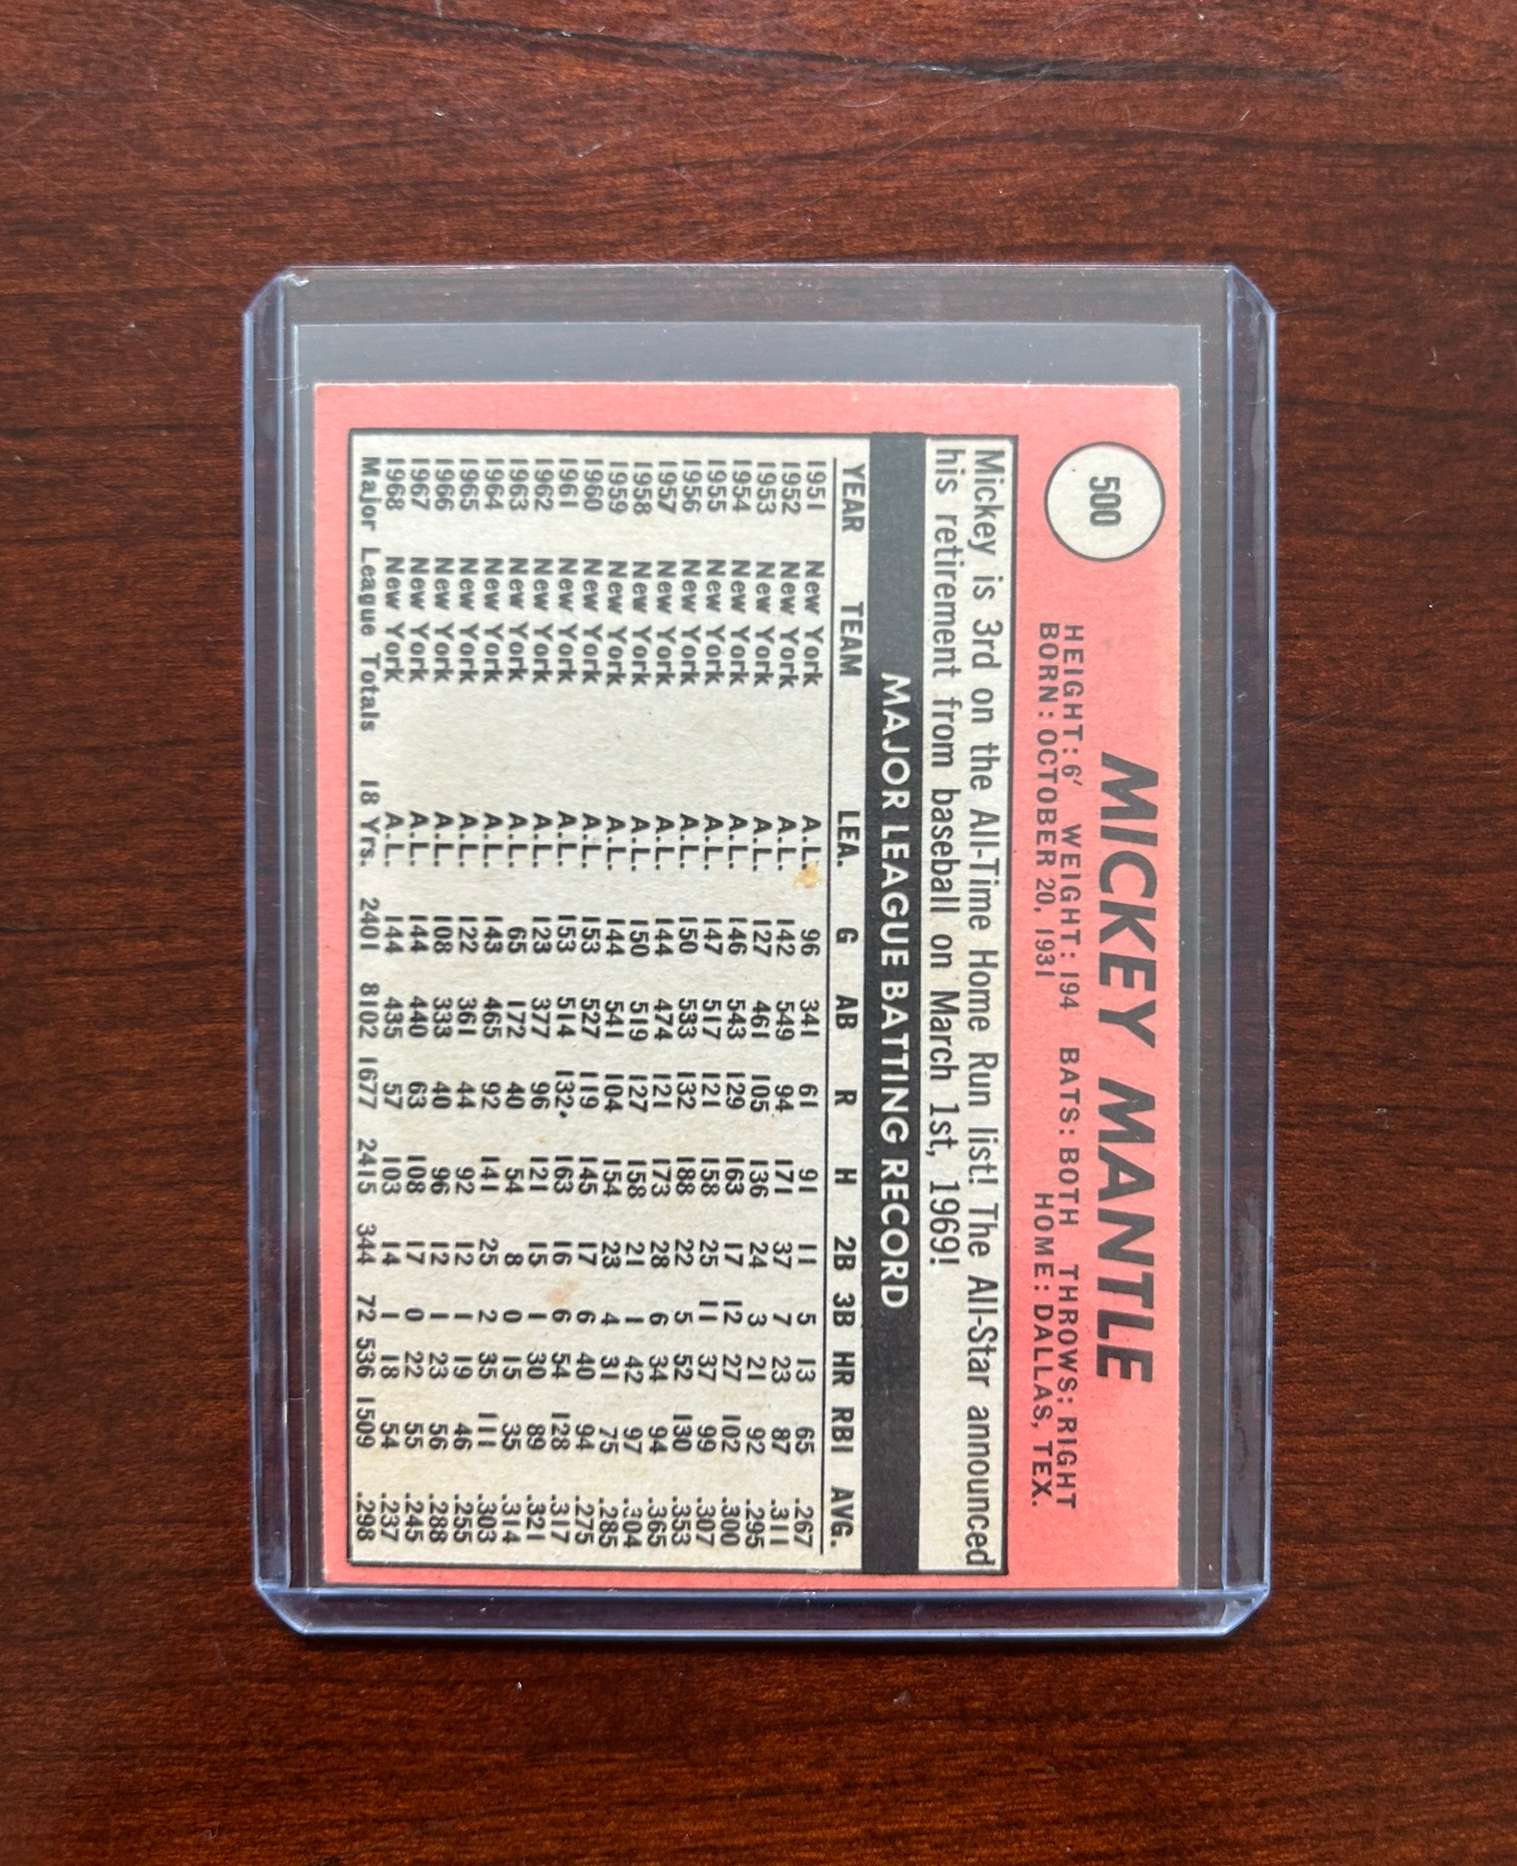 500
MICKEY MANTLE
HEIGHT: 6' WEIGHT: 194 BATS: BOTH THROWS: RIGHT
BORN: OCTOBER 20, 1931 HOME: DALLAS, TEX.
Mickey is 3rd on the All-Time Home Run list! The All-Star announced
his retirement from baseball on March 1st, 1969!
MAJOR LEAGUE BATTING RECORD
YEAR TEAM LEA. G AB R H 2B 3B HR RBI AVG.
1951 New York A.L. 96 341 61 91 11 5 13 65 .267
1952 New York A.L. 142 549 94 171 37 7 23 87 .311
1953 New York A.L. 127 461 105 136 24 3 21 92 .295
1954 New York A.L. 146 543 129 163 17 12 27 102 .300
1955 New York A.L. 147 517 121 158 25 11 37 99 .307
1956 New York A.L. 150 533 132 188 22 5 52 130 .353
1957 New York A.L. 144 474 121 173 28 6 34 94 .365
1958 New York A.L. 150 519 127 158 21 1 42 97 .304
1959 New York A.L. 144 541 104 154 23 4 31 75 .285
1960 New York A.L. 153 527 119 145 17 6 40 94 .275
1961 New York A.L. 153 514 132. 163 16 6 54 128 .317
1962 New York A.L. 123 377 96 121 15 1 30 89 .321
1963 New York A.L. 65 172 40 54 8 0 15 35 .314
1964 New York A.L. 143 465 92 141 25 2 35 111 .303
1965 New York A.L. 122 361 44 92 12 1 19 46 .255
1966 New York A.L. 108 333 40 96 12 1 23 56 .288
1967 New York A.L. 144 440 63 108 17 0 22 55 .245
1968 New York A.L. 144 435 57 103 14 1 18 54 .237
Major League Totals 18 Yrs. 2401 8102 1677 2415 344 72 536 1509 .298